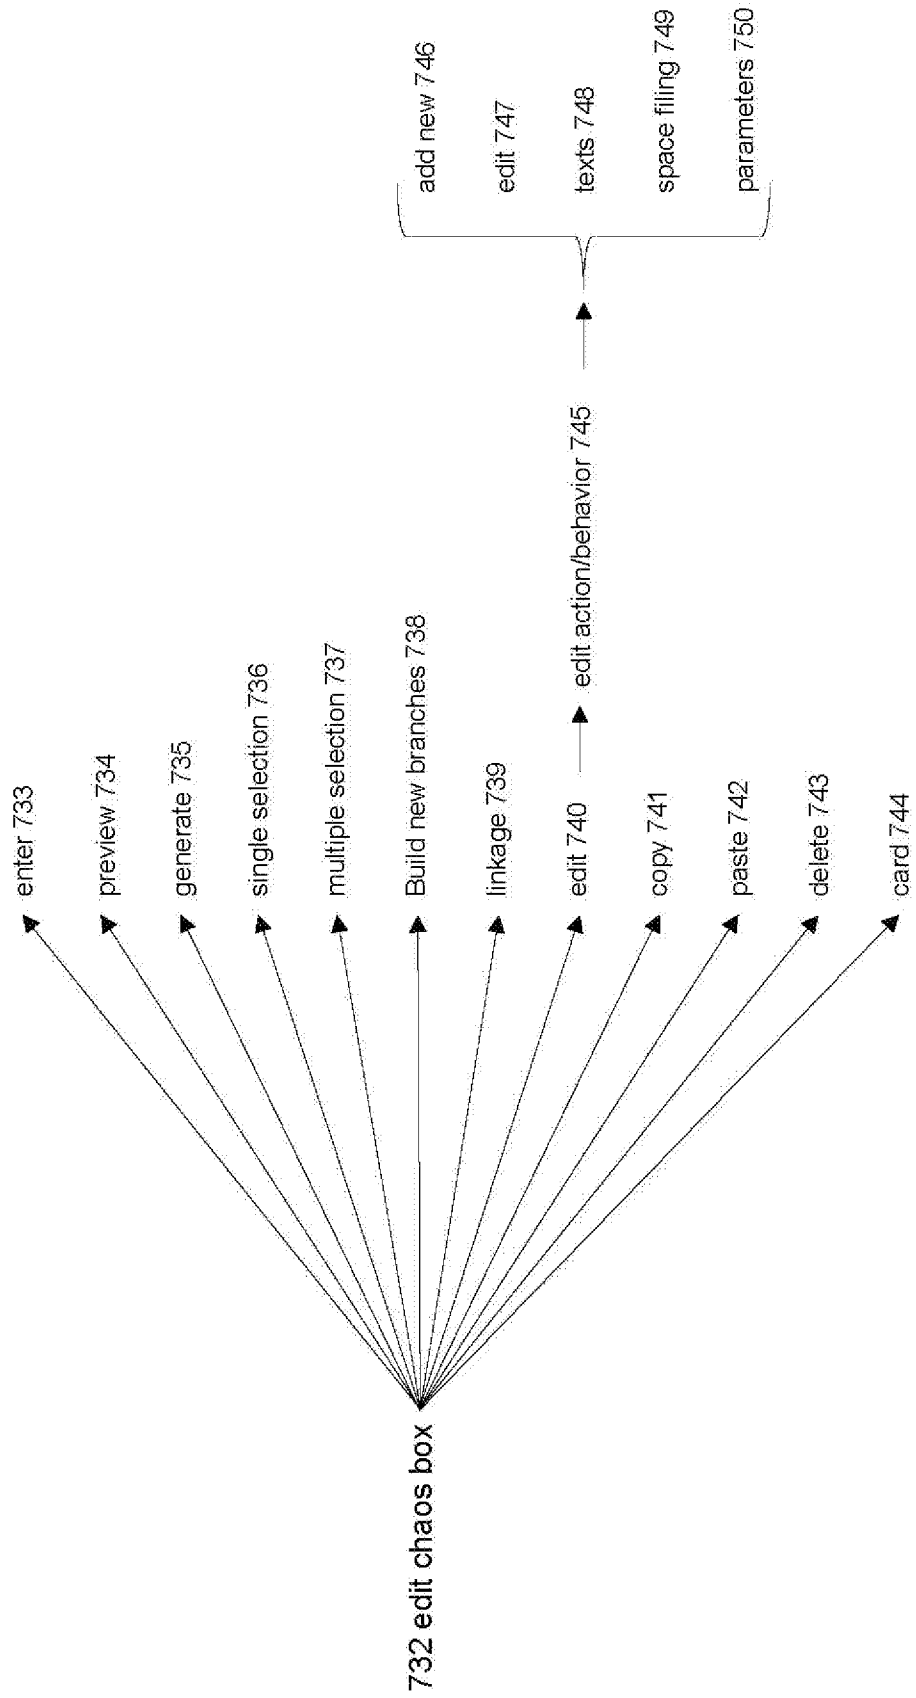 732 edit chaos box
enter 733
preview 734
generate 735
single selection 736
multiple selection 737
Build new branches 738
linkage 739
edit 740
copy 741
paste 742
delete 743
card 744
edit action/behavior 745
add new 746
edit 747
texts 748
space filing 749
parameters 750